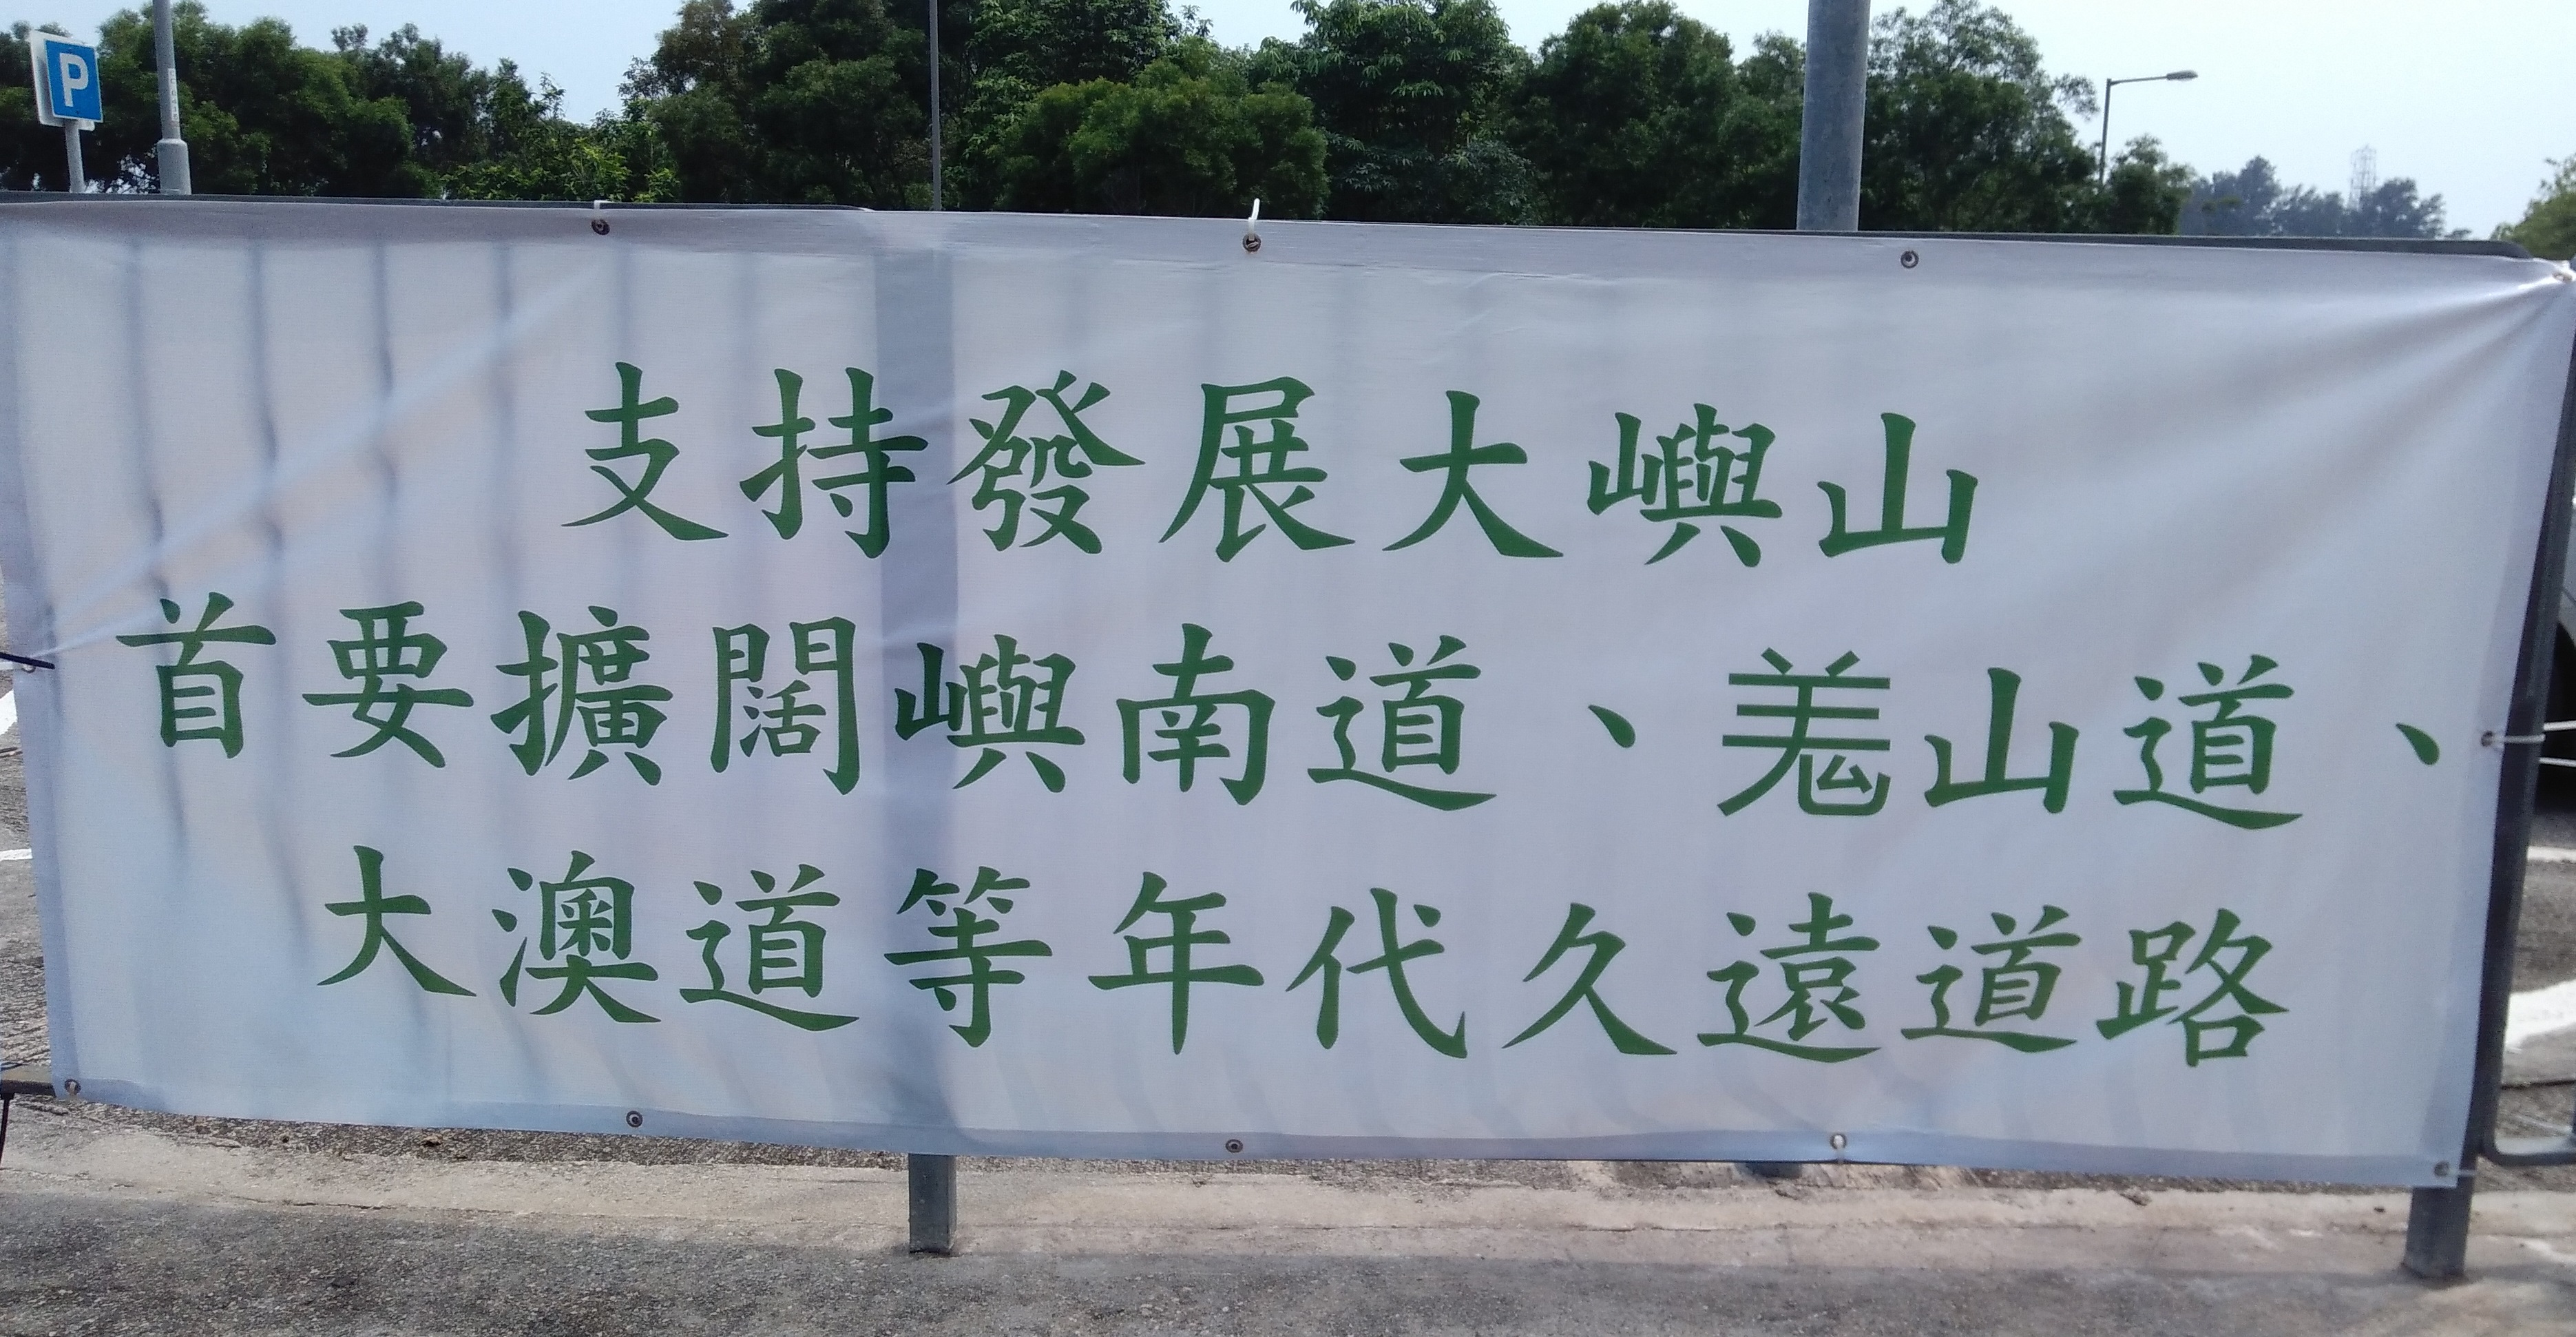 P
支持發展大嶼山
首要擴闊嶼南道、羗山道、
大澳道等年代久遠道路